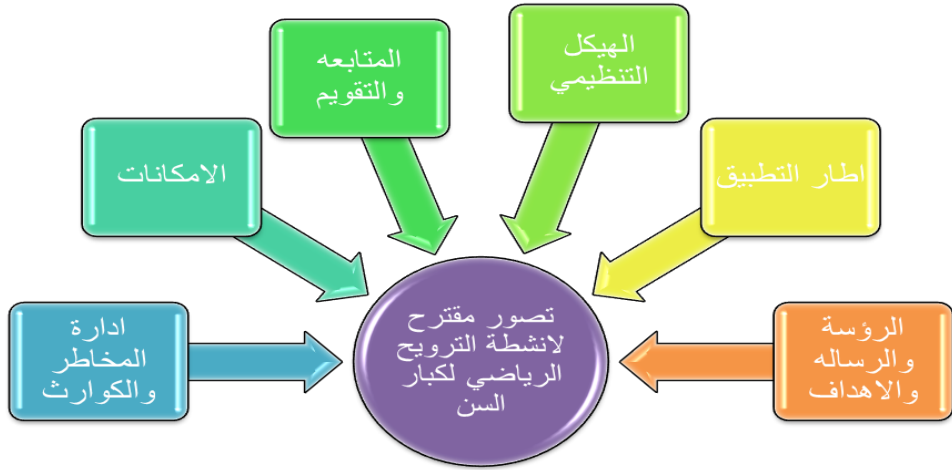 الرؤسة
والرساله
والاهداف
اطار التطبيق
الهيكل
التنظيمي
المتابعه
والتقويم
الامكانات
ادارة
المخاطر
والكوارث
تصور مقترح
لانشطة الترويح
الرياضي لكبار
السن